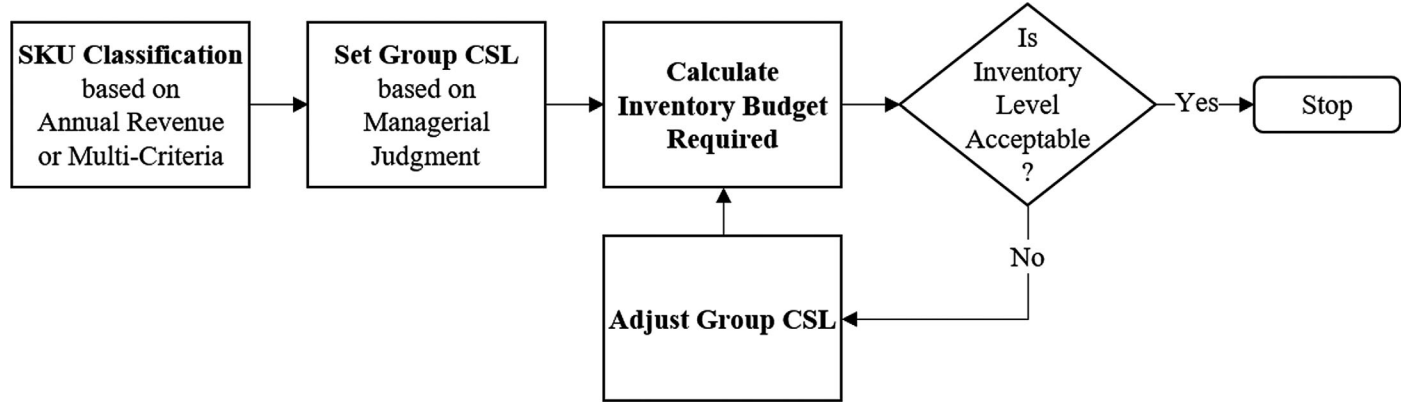 SKU Classification
based on
Annual Revenue
or Multi-Criteria
Set Group CSL
based on
Managerial
Judgment
Calculate
Inventory Budget
Required
Is
Inventory
Level
Acceptable
?
Yes
Stop
No
Adjust Group CSL